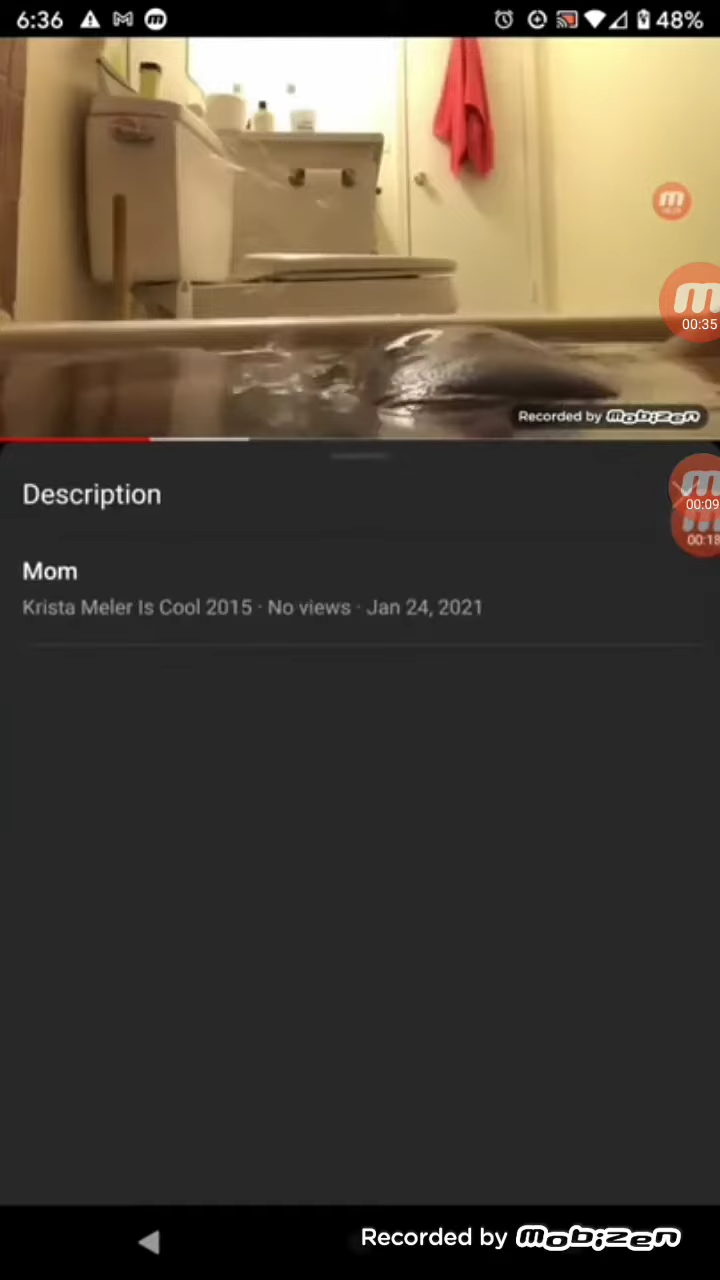 6:36
48%
00:35
Recorded by Mobizen
Description
00:09
00:18
Mom
Krista Meler Is Cool 2015 · No views · Jan 24, 2021
Recorded by Mobizen